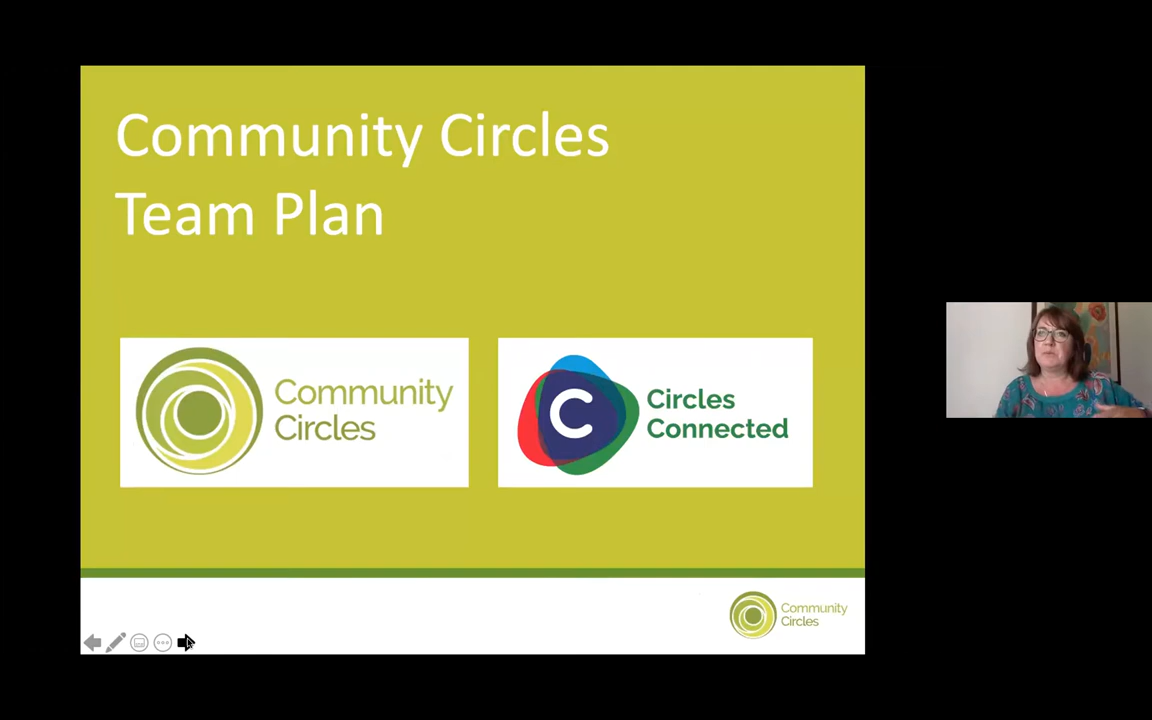 Community Circles
Team Plan
Community
Circles
C
Circles
Connected
Community
Circles